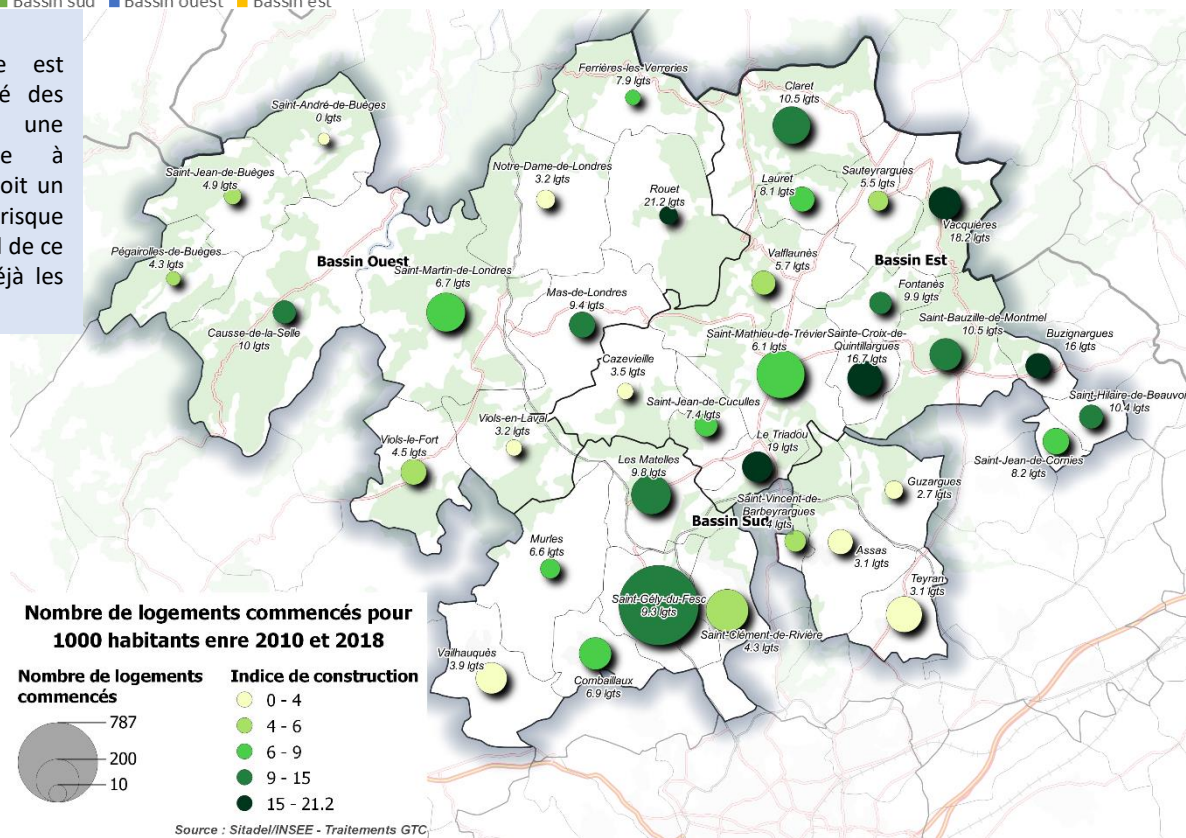 Bassin sud Bassin ouest Bassin est
e est
é des
une
e à
oit un
risque
l de ce
éjà les
Ferrières-les-Verreries
7.9 lgts
Claret
10.5 lgts
Saint-André-de-Buèges
0 lgts
Saint-Jean-de-Buèges
4.9 lgts
Notre-Dame-de-Londres
3.2 lgts
Rouet
21.2 lgts
Lauret
8.1 lgts
Sauteyrargues
5.5 lgts
Vacquières
18.2 lgts
Pégairolles-de-Buèges
4.3 lgts
Bassin Ouest
Saint-Martin-de-Londres
6.7 lgts
Valflaunès
5.7 lgts
Bassin Est
Fontanès
9.9 lgts
Causse-de-la-Selle
10 lgts
Mas-de-Londres
9.4 lgts
Saint-Bauzille-de-Montmel
10.5 lgts
Buzignargues
16 lgts
Saint-Mathieu-de-Tréviers
6.1 lgts
Sainte-Croix-de-
Quintillargues
16.7 lgts
Cazevieille
3.5 lgts
Saint-Hilaire-de-Beauvoir
10.4 lgts
Saint-Jean-de-Cuculles
7.4 lgts
Viols-en-Laval
3.2 lgts
Viols-le-Fort
4.5 lgts
Le Triadou
19 lgts
Saint-Jean-de-Cornies
8.2 lgts
Les Matelles
9.8 lgts
Guzargues
2.7 lgts
Saint-Vincent-de-
Barbeyrargues
4 lgts
Bassin Sud
Murles
6.6 lgts
Assas
3.1 lgts
Teyran
3.1 lgts
Saint-Gély-du-Fesc
9.3 lgts
Saint-Clément-de-Rivière
4.3 lgts
Vailhauquès
3.9 lgts
Combaillaux
6.9 lgts
Nombre de logements commencés pour
1000 habitants enre 2010 et 2018
Nombre de logements
commencés
787
200
10
Indice de construction
0 - 4
4 - 6
6 - 9
9 - 15
15 - 21.2
Source : Sitadel/INSEE - Traitements GTC